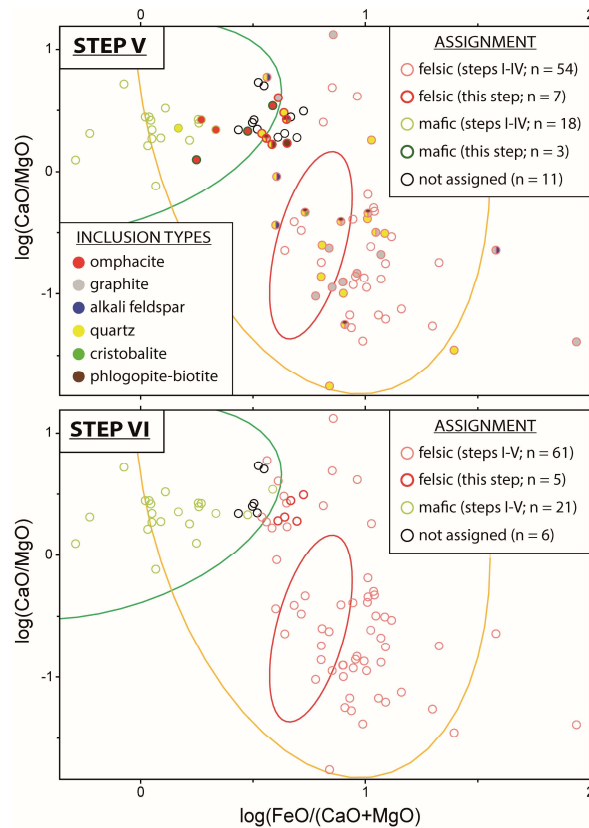 0
1
2
STEP V
ASSIGNMENT
felsic (steps I-IV; n = 54)
felsic (this step; n = 7)
mafic (steps I-IV; n = 18)
mafic (this step; n = 3)
not assigned (n = 11)
1
0
-1
log(CaO/MgO)
INCLUSION TYPES
omphacite
graphite
alkali feldspar
quartz
cristobalite
phlogopite-biotite
STEP VI
ASSIGNMENT
felsic (steps I-V; n = 61)
felsic (this step; n = 5)
mafic (steps I-V; n = 21)
not assigned (n = 6)
1
0
-1
log(CaO/MgO)
0
1
2
log(FeO/(CaO+MgO)